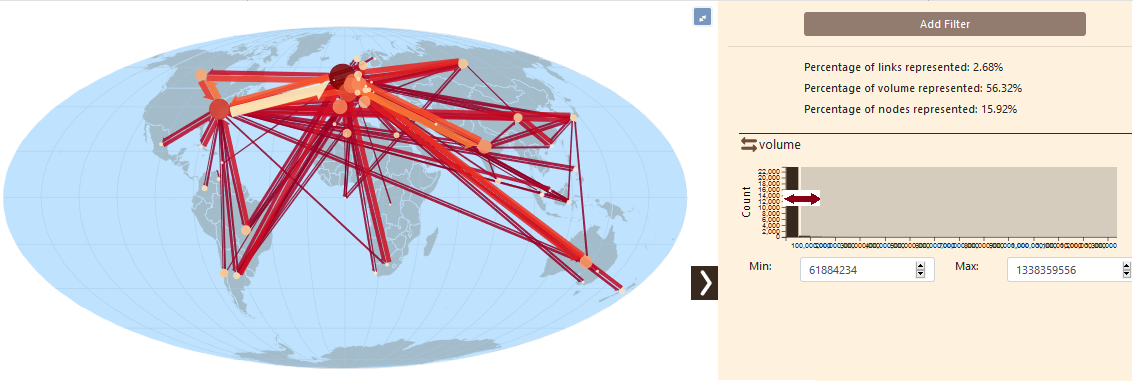 Add Filter
Percentage of links represented: 2.68%
Percentage of volume represented: 56.32%
Percentage of nodes represented: 15.92%
volume
Count
22,000
20,000
18,000
16,000
14,000
12,000
10,000
8,000
6,000
4,000
2,000
0
Min:
61884234
Max:
1338359556